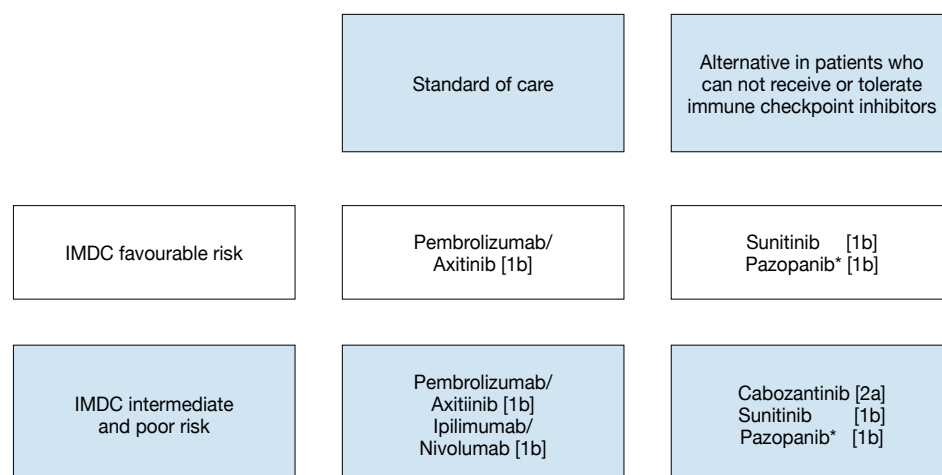 Standard of care
Alternative in patients who
can not receive or tolerate
immune checkpoint inhibitors
IMDC favourable risk
Pembrolizumab/
Axitinib [1b]
Sunitinib [1b]
Pazopanib* [1b]
IMDC intermediate
and poor risk
Pembrolizumab/
Axitiinib [1b]
Ipilimumab/
Nivolumab [1b]
Cabozantinib [2a]
Sunitinib [1b]
Pazopanib* [1b]